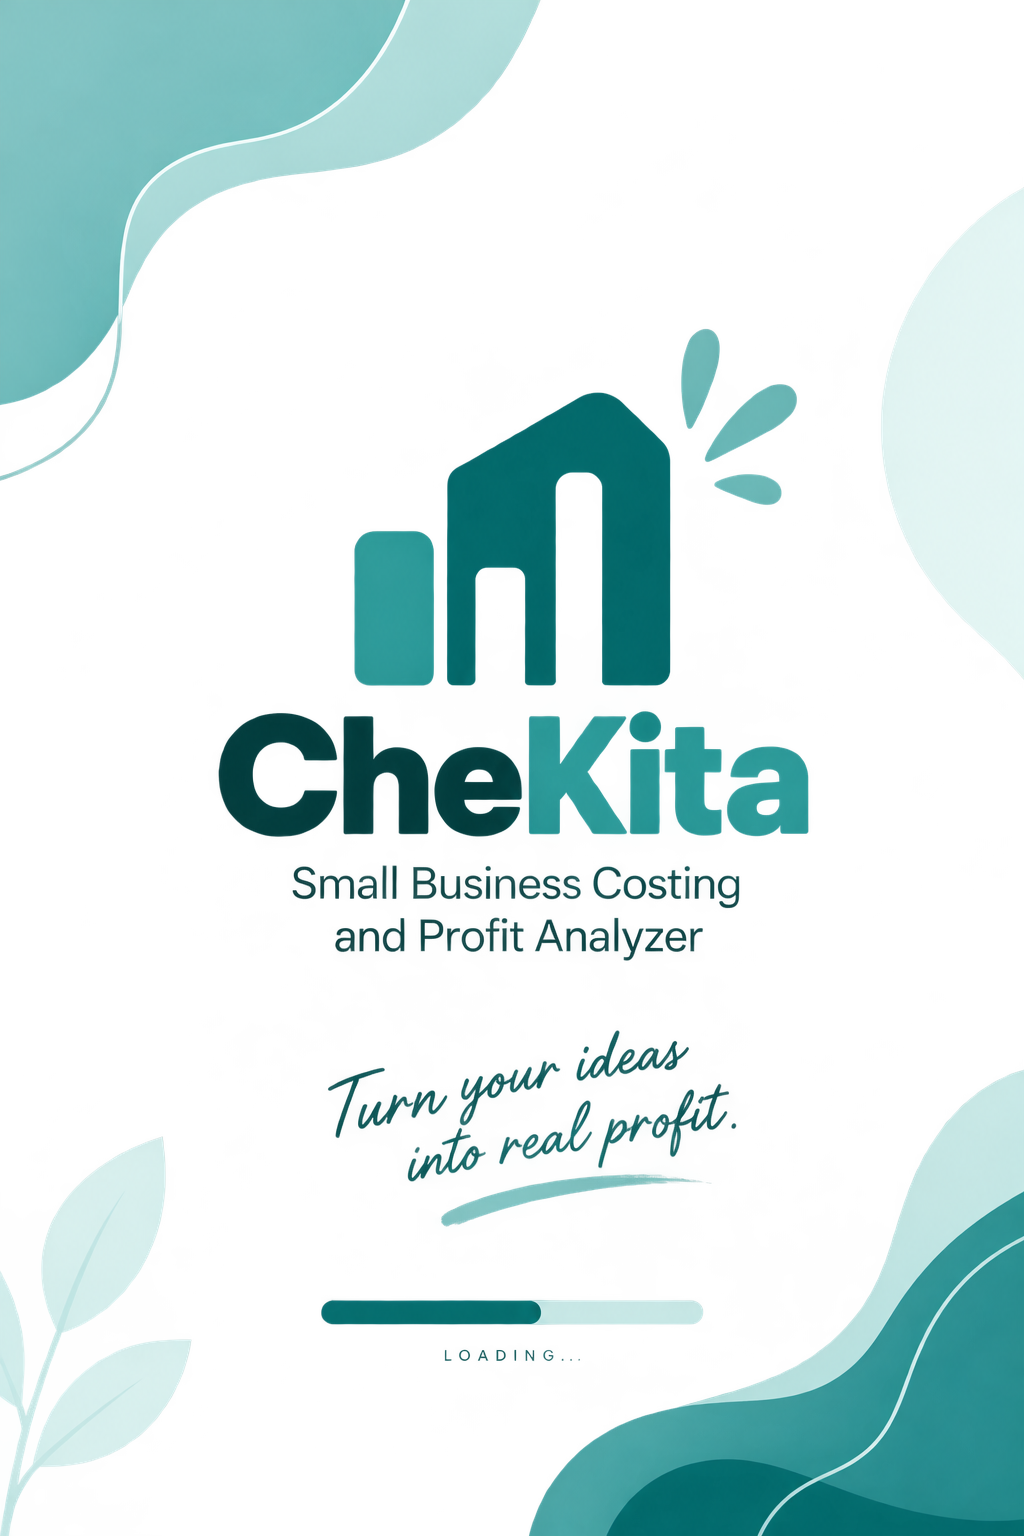 CheKita
Small Business Costing
and Profit Analyzer
Turn your ideas
into real profit.
LOADING...